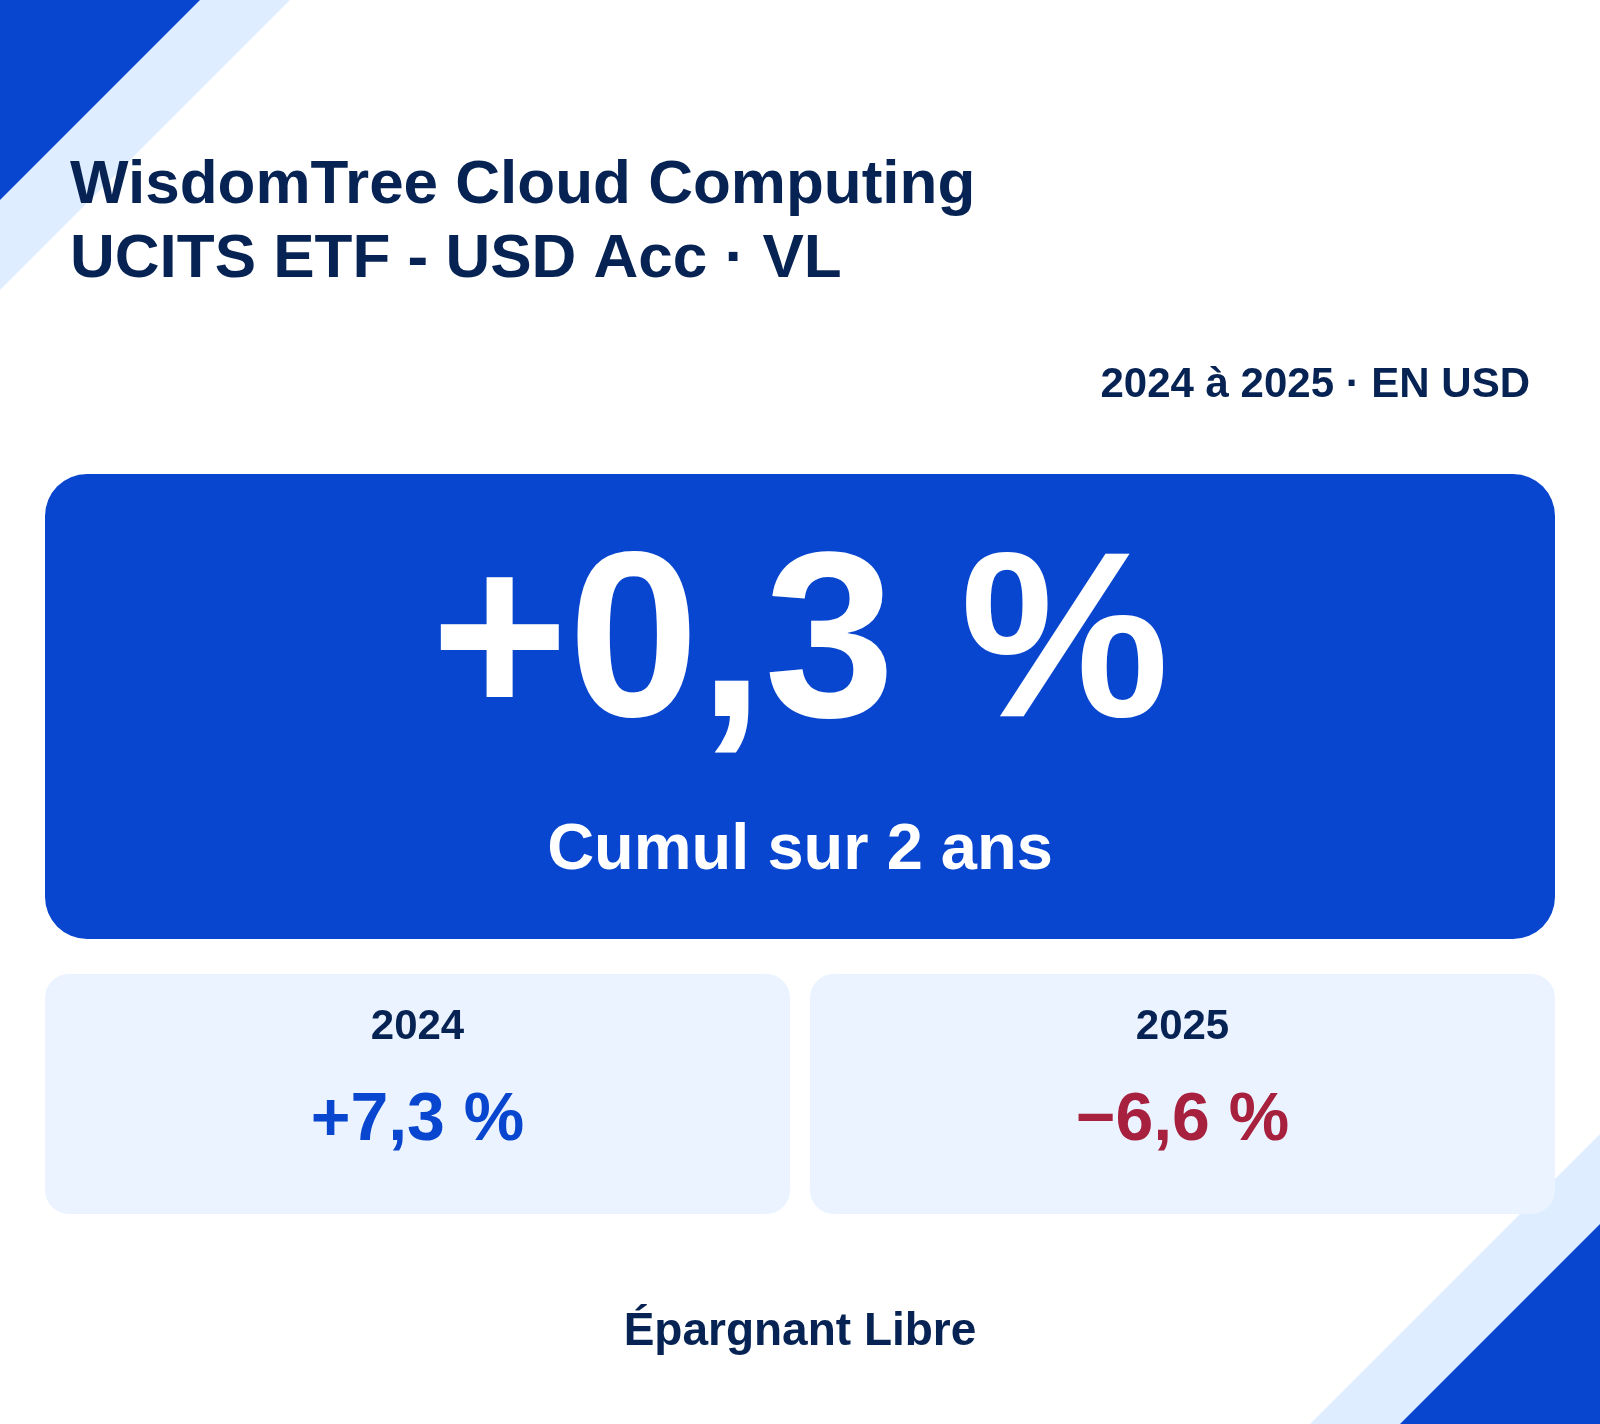 WisdomTree Cloud Computing
UCITS ETF - USD Acc · VL
2024 à 2025 · EN USD
+0,3 %
Cumul sur 2 ans
2024
+7,3 %
2025
−6,6 %
Épargnant Libre